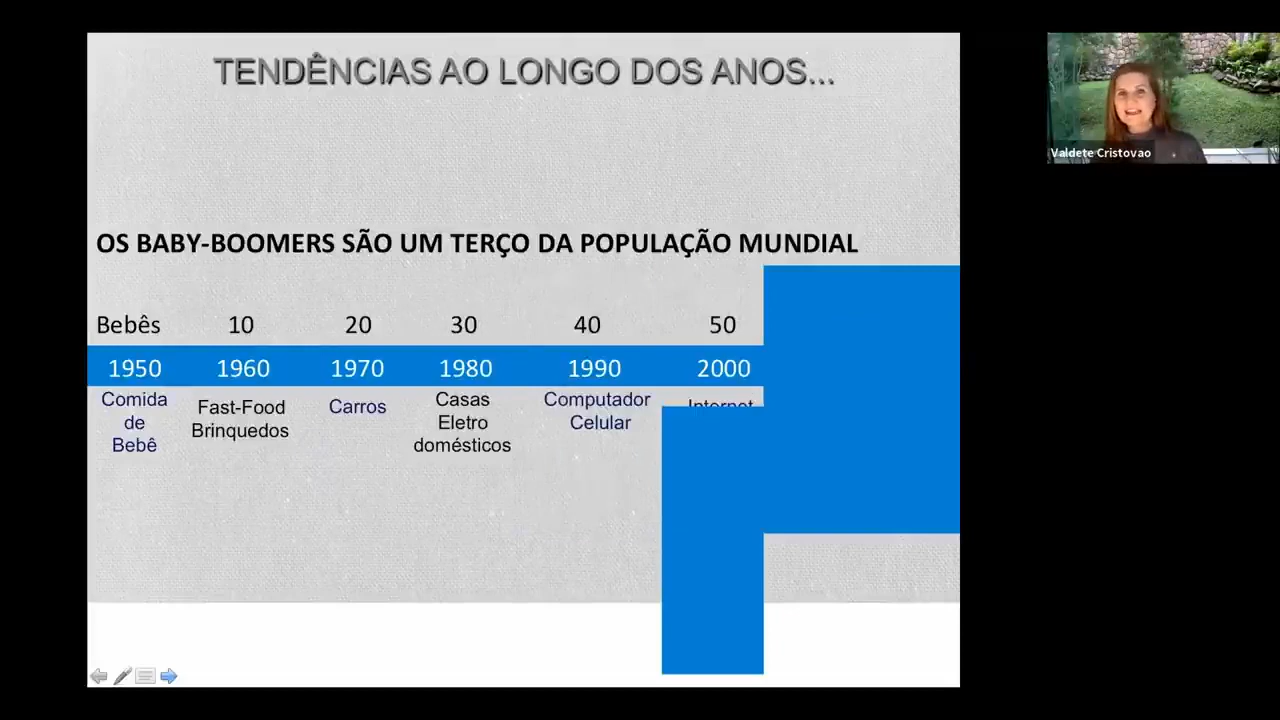 TENDÊNCIAS AO LONGO DOS ANOS...
Valdete Cristovao
OS BABY-BOOMERS SÃO UM TERÇO DA POPULAÇÃO MUNDIAL
Bebês 10 20 30 40 50
1950 1960 1970 1980 1990 2000
Comida
de
Bebê
Fast-Food
Brinquedos
Carros
Casas
Eletro
domésticos
Computador
Celular
Internet